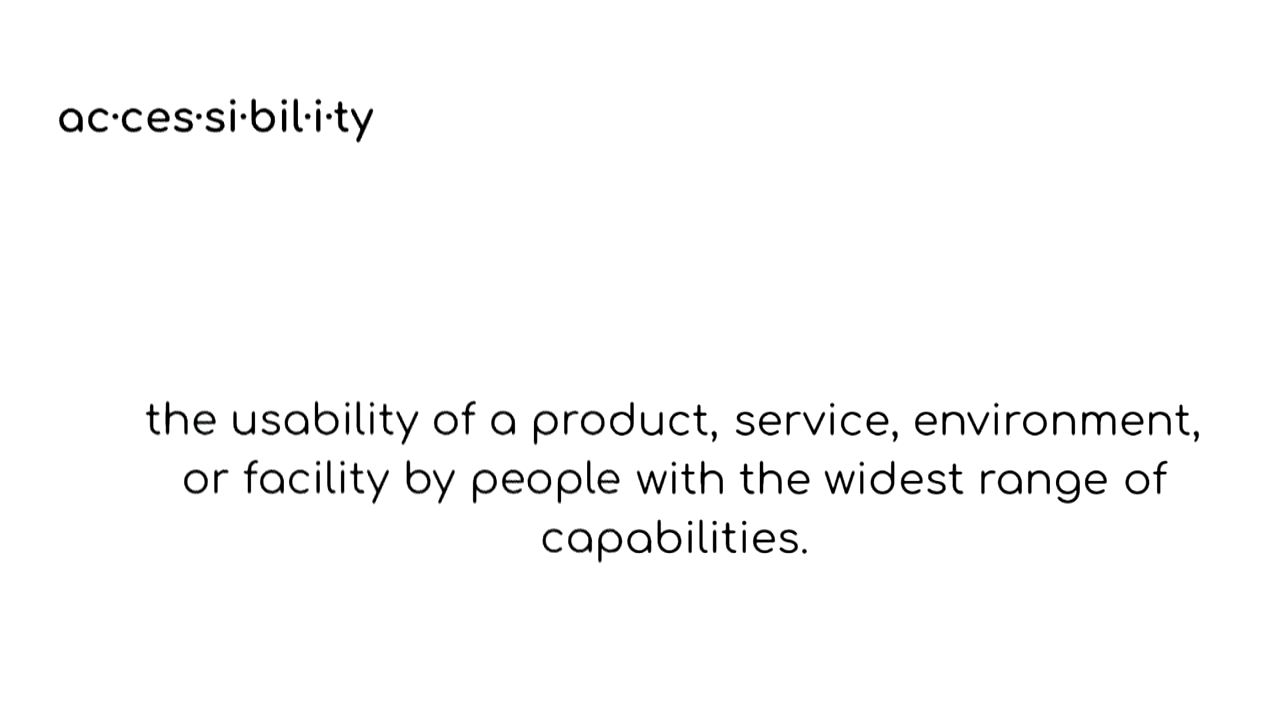 ac·ces·si·bil·i·ty
the usability of a product, service, environment,
or facility by people with the widest range of
capabilities.